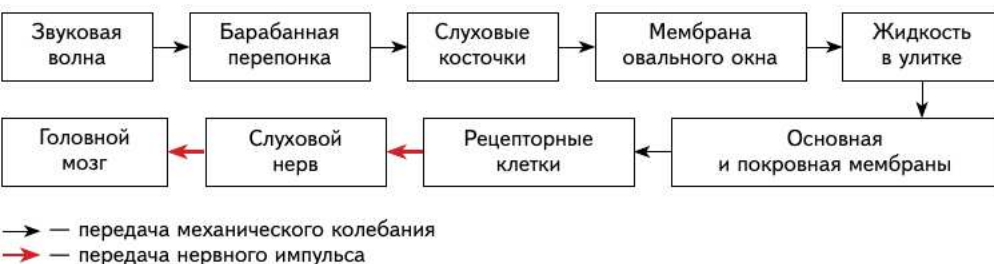 Звуковая
волна
Барабанная
перепонка
Слуховые
косточки
Мембрана
овального окна
Жидкость
в улитке
Головной
мозг
Слуховой
нерв
Рецепторные
клетки
Основная
и покровная мембраны
— передача механического колебания
— передача нервного импульса